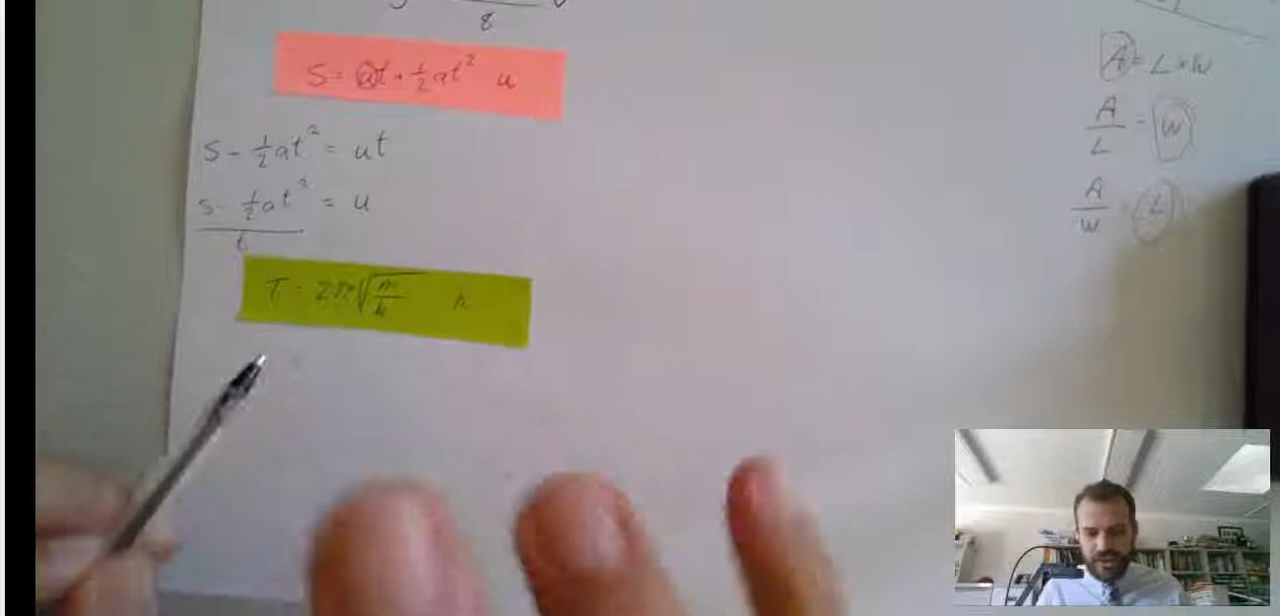 8
S = ut + ½at² u
S - ½at² = ut
S - ½at² = u
t
T = 2π√m/k k
A = L × W
A/L = W
A/W = L